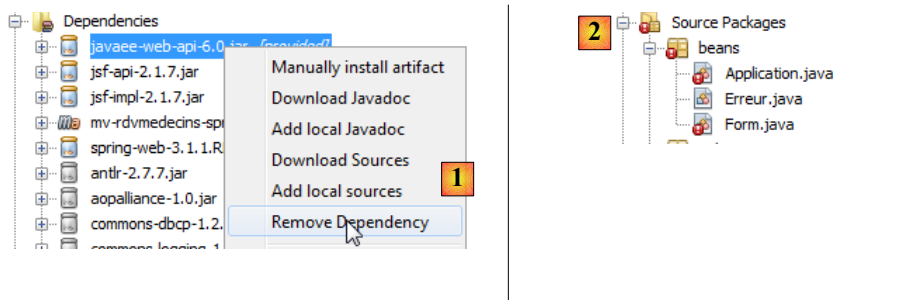 Dependencies
javaee-web-api-6.0.jar [provided]
jsf-api-2.1.7.jar
jsf-impl-2.1.7.jar
mv-rdvmedecins-spr
spring-web-3.1.1.R
antlr-2.7.7.jar
aopalliance-1.0.jar
commons-dbcp-1.2.
commons-logging-1
Manually install artifact
Download Javadoc
Add local Javadoc
Download Sources
Add local sources
Remove Dependency
1
2
Source Packages
beans
Application.java
Erreur.java
Form.java